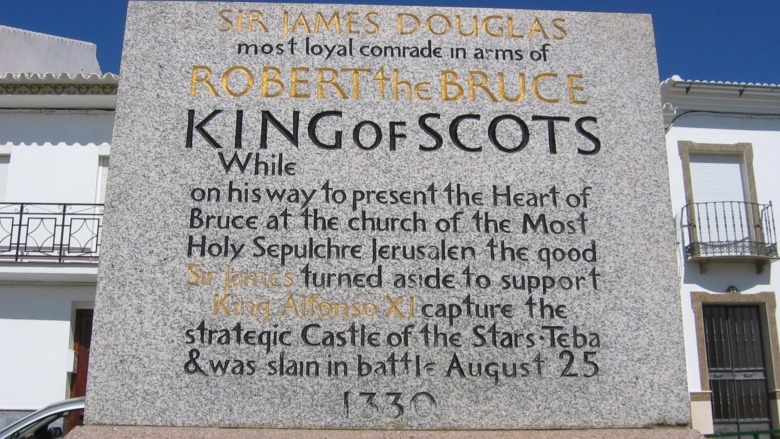 SIR JAMES DOUGLAS
most loyal comrade in arms of
ROBERT the BRUCE
KING OF SCOTS
While
on his way to present the Heart of
Bruce at the church of the Most
Holy Sepulchre Jerusalen the good
Sir James turned aside to support
King Alfonso XI capture the
strategic Castle of the Stars·Teba
& was slain in battle August 25
1330